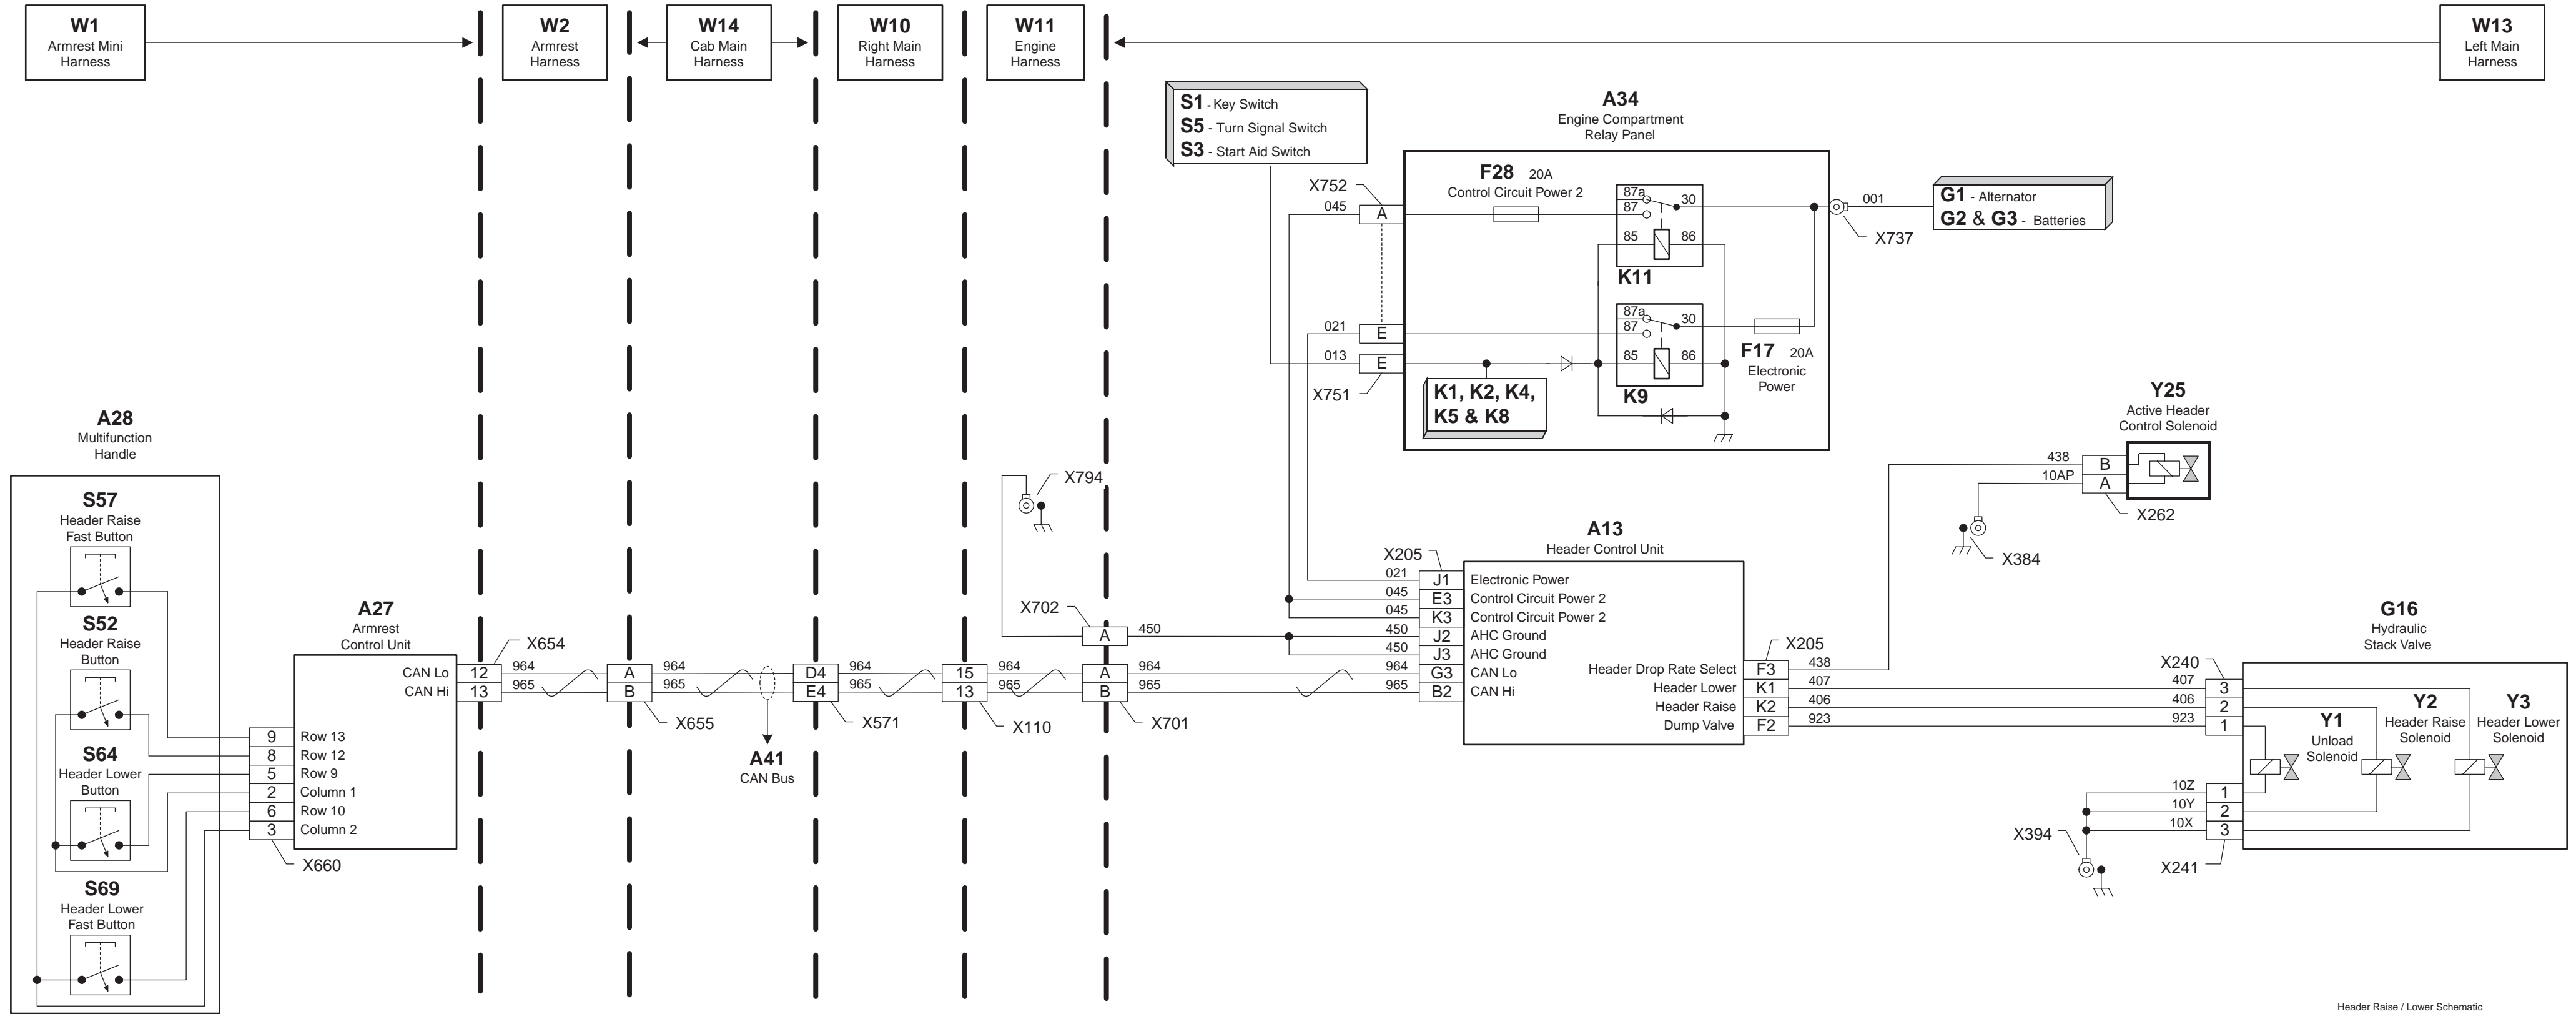 W1
Armrest Mini
Harness
W2
Armrest
Harness
W14
Cab Main
Harness
W10
Right Main
Harness
W11
Engine
Harness
W13
Left Main
Harness
S1 - Key Switch
S5 - Turn Signal Switch
S3 - Start Aid Switch
A34
Engine Compartment
Relay Panel
X752
045
A
F28 20A
Control Circuit Power 2
87a
87
30
85
86
K11
001
X737
G1 - Alternator
G2 & G3 - Batteries
021
E
013
E
X751
87a
87
30
85
86
K9
F17 20A
Electronic
Power
K1, K2, K4,
K5 & K8
Y25
Active Header
Control Solenoid
438
B
10AP
A
X262
X384
A28
Multifunction
Handle
S57
Header Raise
Fast Button
S52
Header Raise
Button
S64
Header Lower
Button
S69
Header Lower
Fast Button
A27
Armrest
Control Unit
CAN Lo
CAN Hi
9 Row 13
8 Row 12
5 Row 9
2 Column 1
6 Row 10
3 Column 2
X660
X654
12 964
13 965
A 964
B 965
X655
A41
CAN Bus
D4 964
E4 965
X571
15 964
13 965
X110
X794
X702
A 450
A 964
B 965
X701
A13
Header Control Unit
X205
021 J1 Electronic Power
045 E3 Control Circuit Power 2
045 K3 Control Circuit Power 2
450 J2 AHC Ground
450 J3 AHC Ground
964 G3 CAN Lo
965 B2 CAN Hi
X205
Header Drop Rate Select F3 438
Header Lower K1 407
Header Raise K2 406
Dump Valve F2 923
G16
Hydraulic
Stack Valve
X240
407 3
406 2
923 1
Y1
Unload
Solenoid
Y2
Header Raise
Solenoid
Y3
Header Lower
Solenoid
10Z 1
10Y 2
10X 3
X394
X241
Header Raise / Lower Schematic